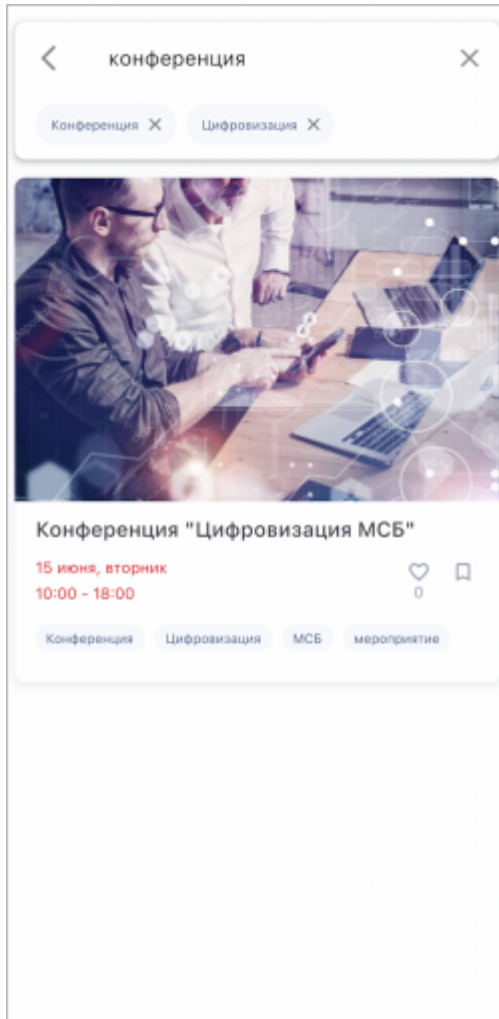 конференция
Конференция Цифровизация
Конференция "Цифровизация МСБ"
15 июня, вторник
10:00 - 18:00
0
Конференция Цифровизация МСБ мероприятие